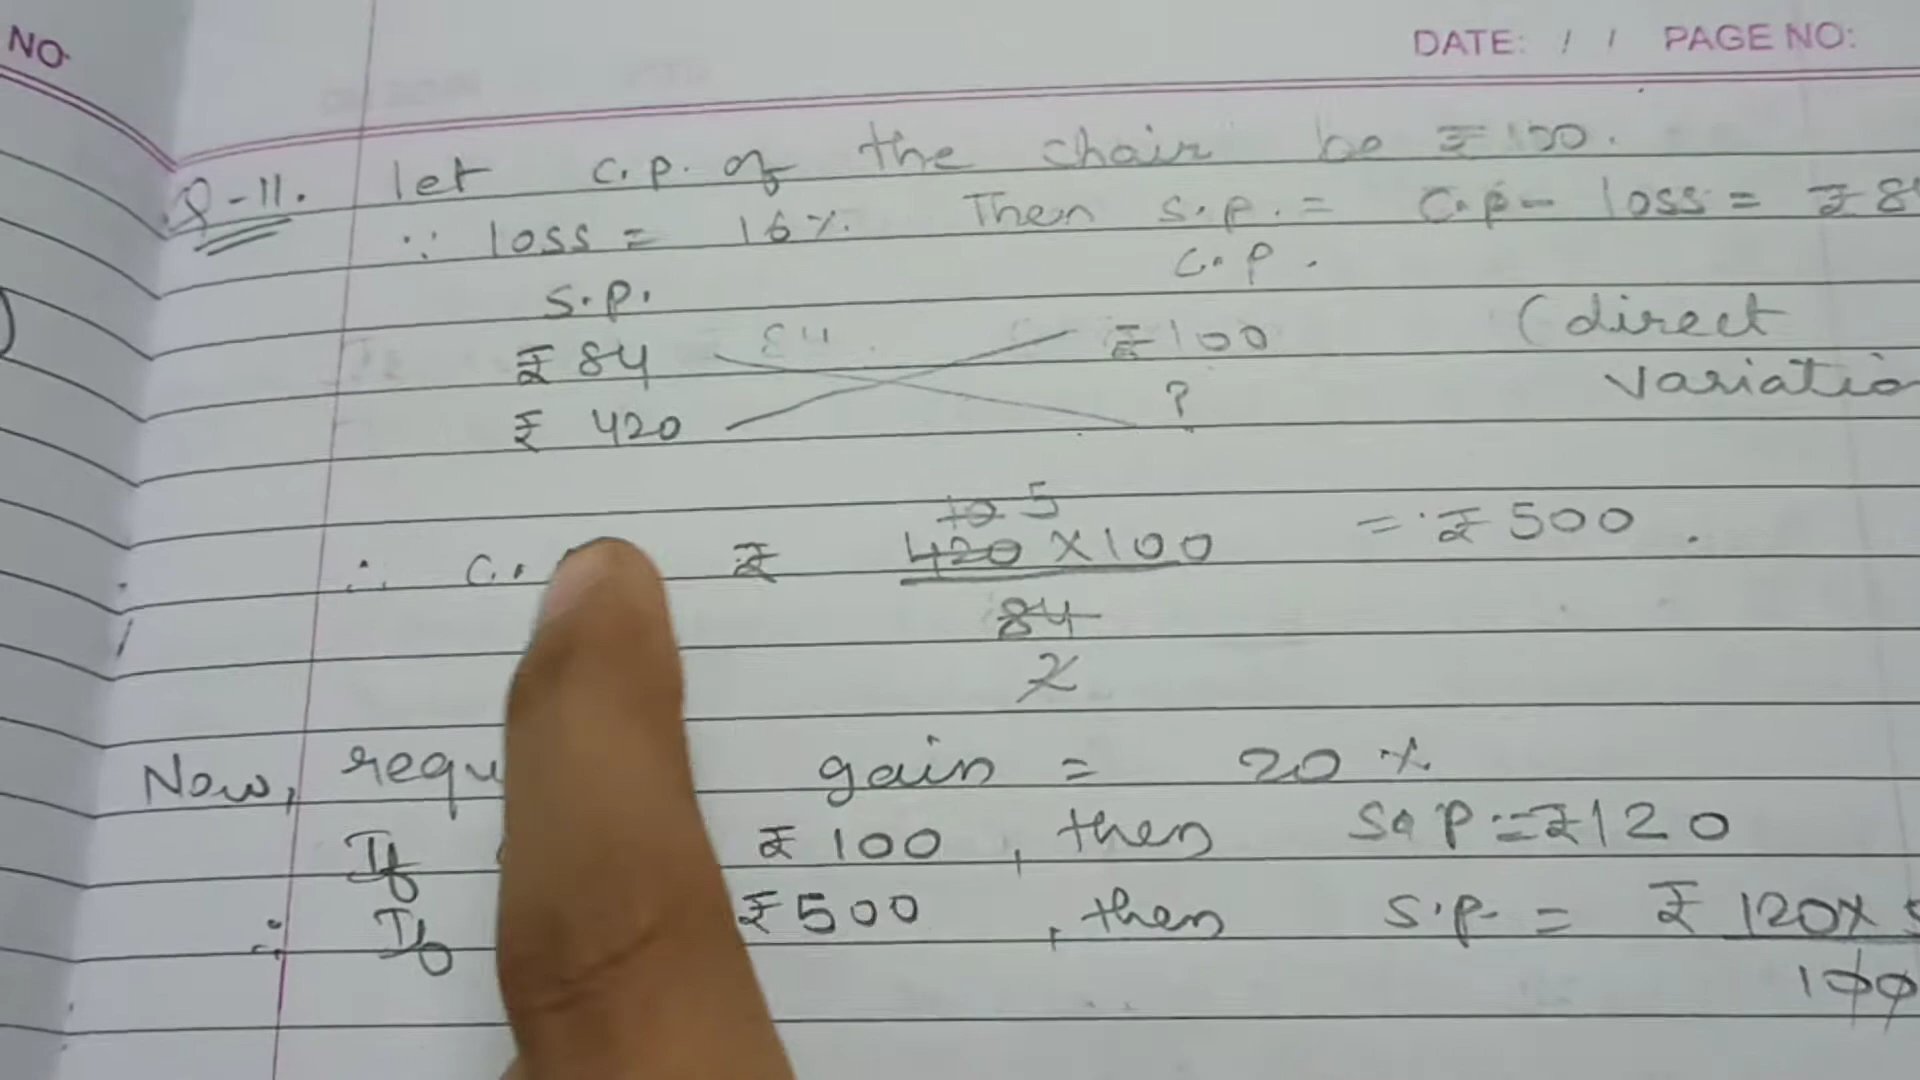 NO
DATE: / / PAGE NO:
Q-11. let C.P. of the chair be ₹100.
∵ loss = 16%. Then S.P. = C.P - loss = ₹8
S.P. C.P.
₹ 84 ₹100 (direct
₹ 420 ? variatio
10 5
∴ C. ₹ 420 × 100 = ₹500.
84
2
Now, requ gain = 20%
If ₹100, then S.P = ₹120
∴ If ₹500, then S.P. = ₹ 120×
100